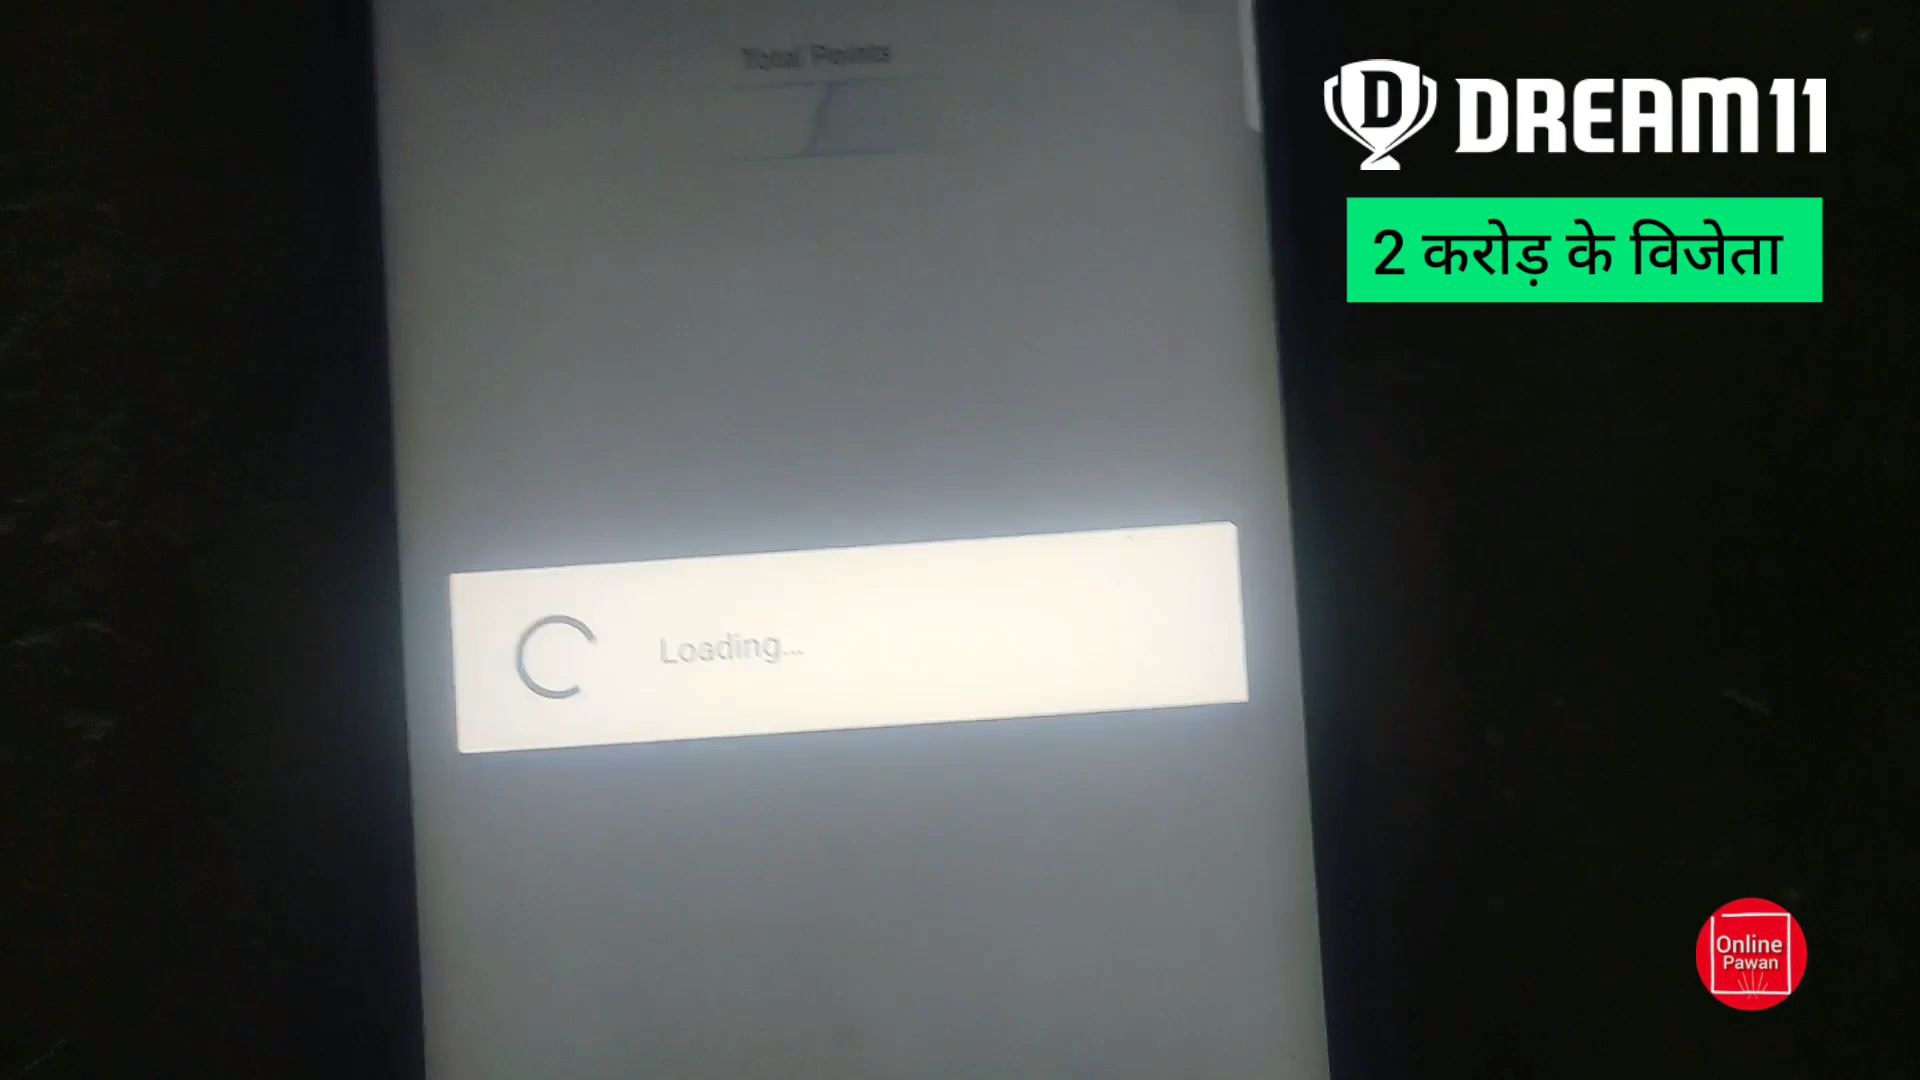 Total Points
DREAM11
2 करोड़ के विजेता
Loading...
Online
Pawan